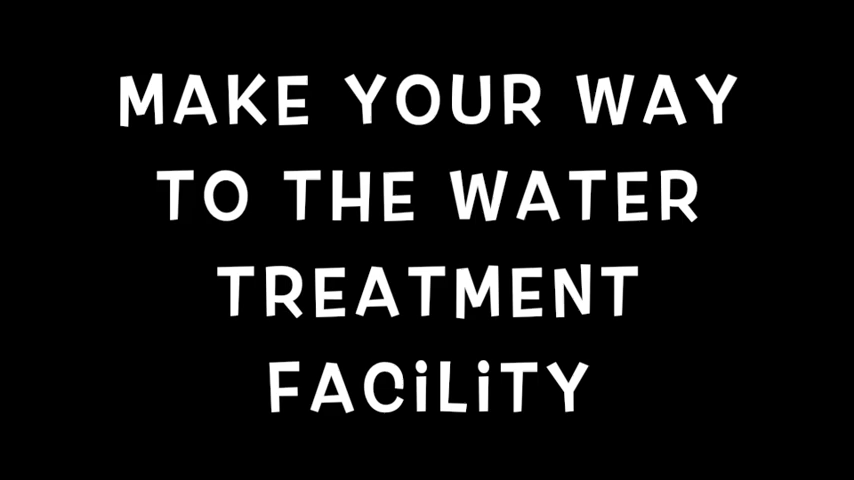 MAKE YOUR WAY
TO THE WATER
TREATMENT
FACiLiTY